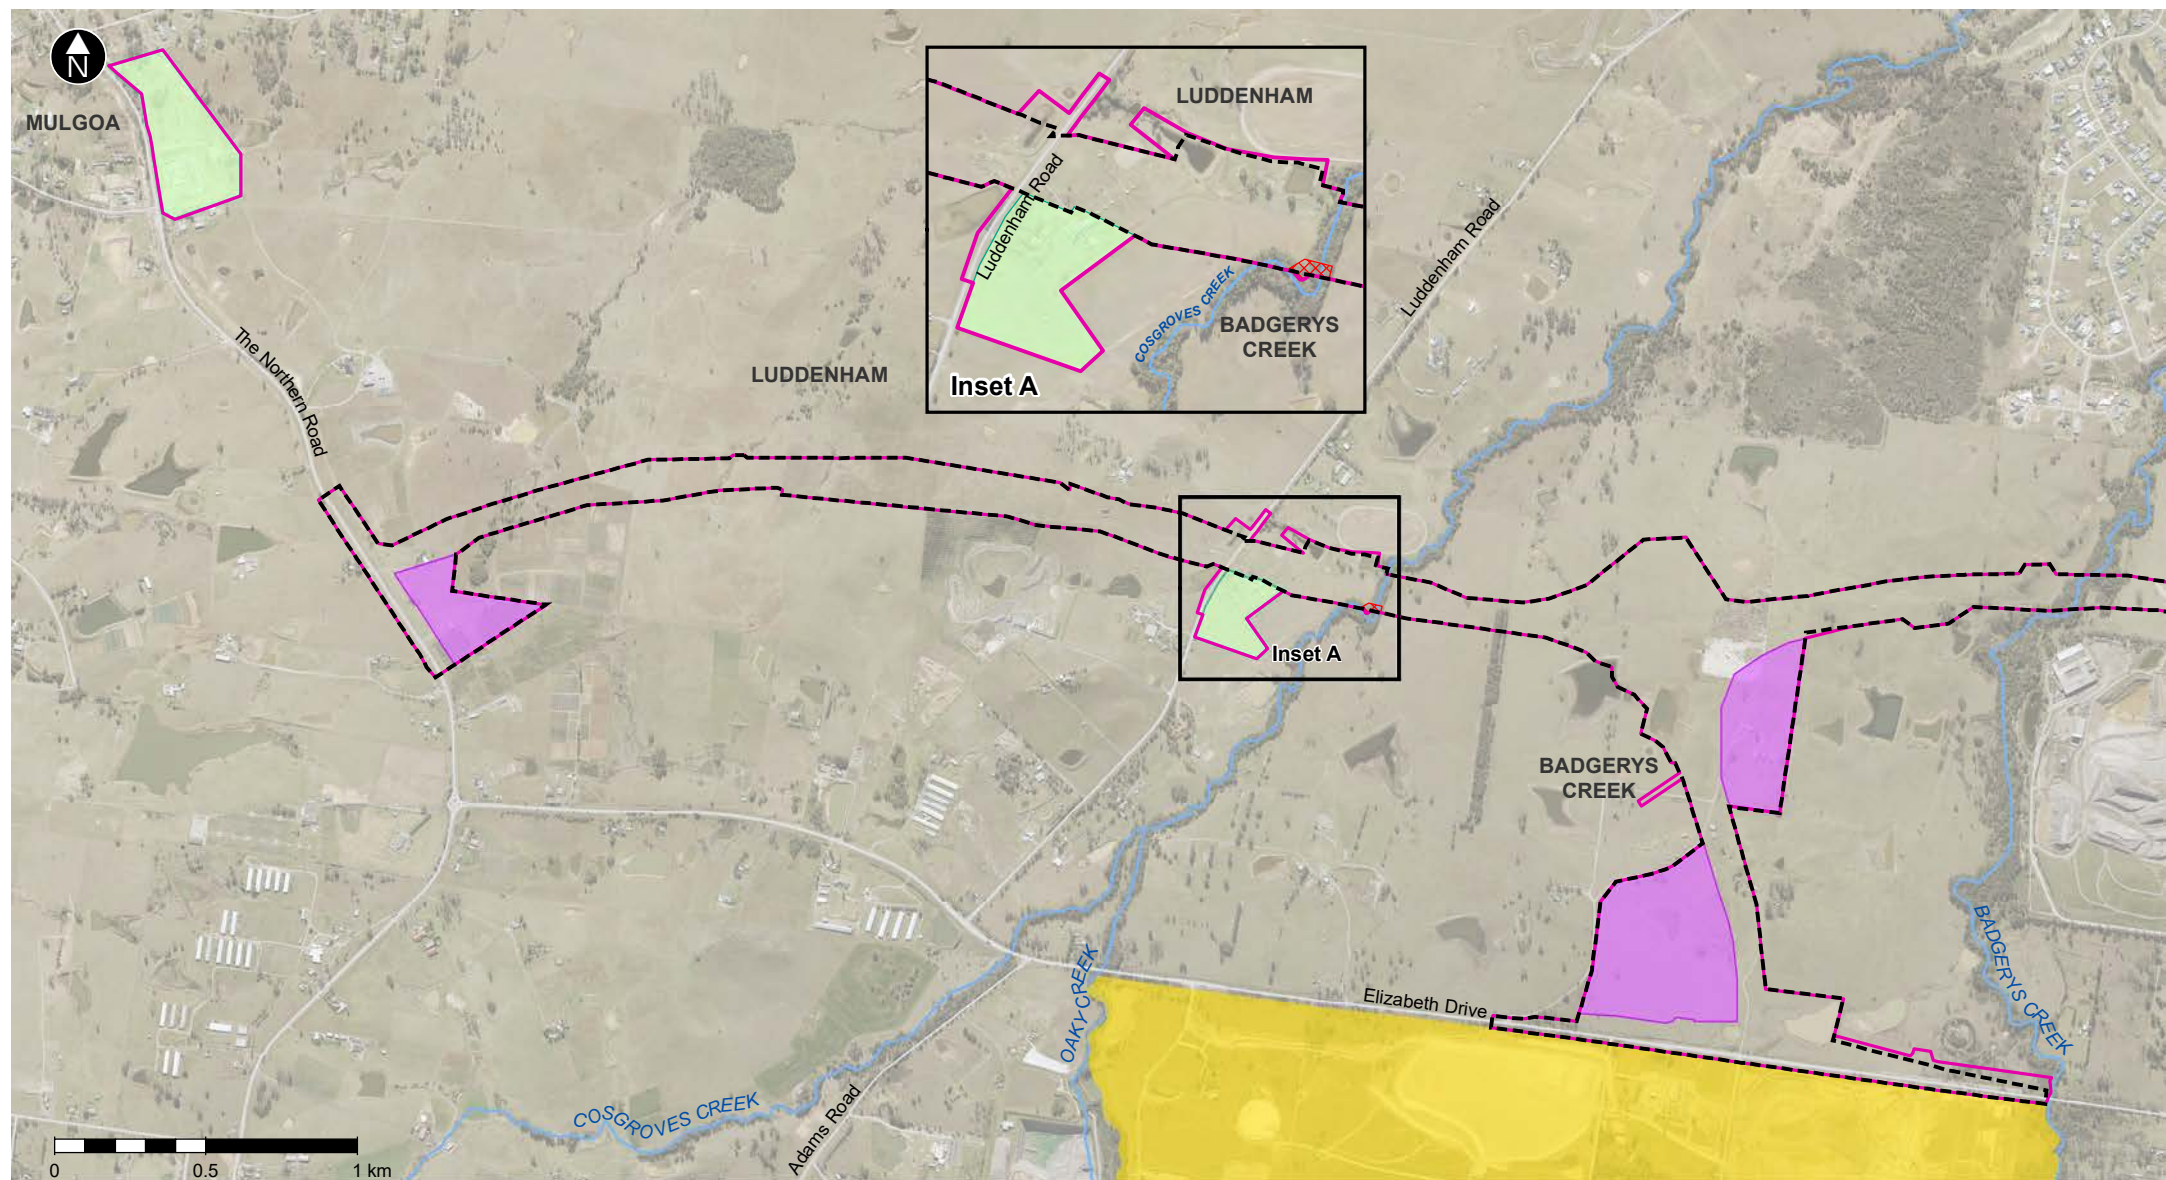 N
MULGOA
LUDDENHAM
Luddenham Road
COSGROVES CREEK
BADGERYS
CREEK
Inset A
Luddenham Road
The Northern Road
LUDDENHAM
Inset A
BADGERYS
CREEK
BADGERYS CREEK
OAKY CREEK
Elizabeth Drive
COSGROVES CREEK
Adams Road
0 0.5 1 km